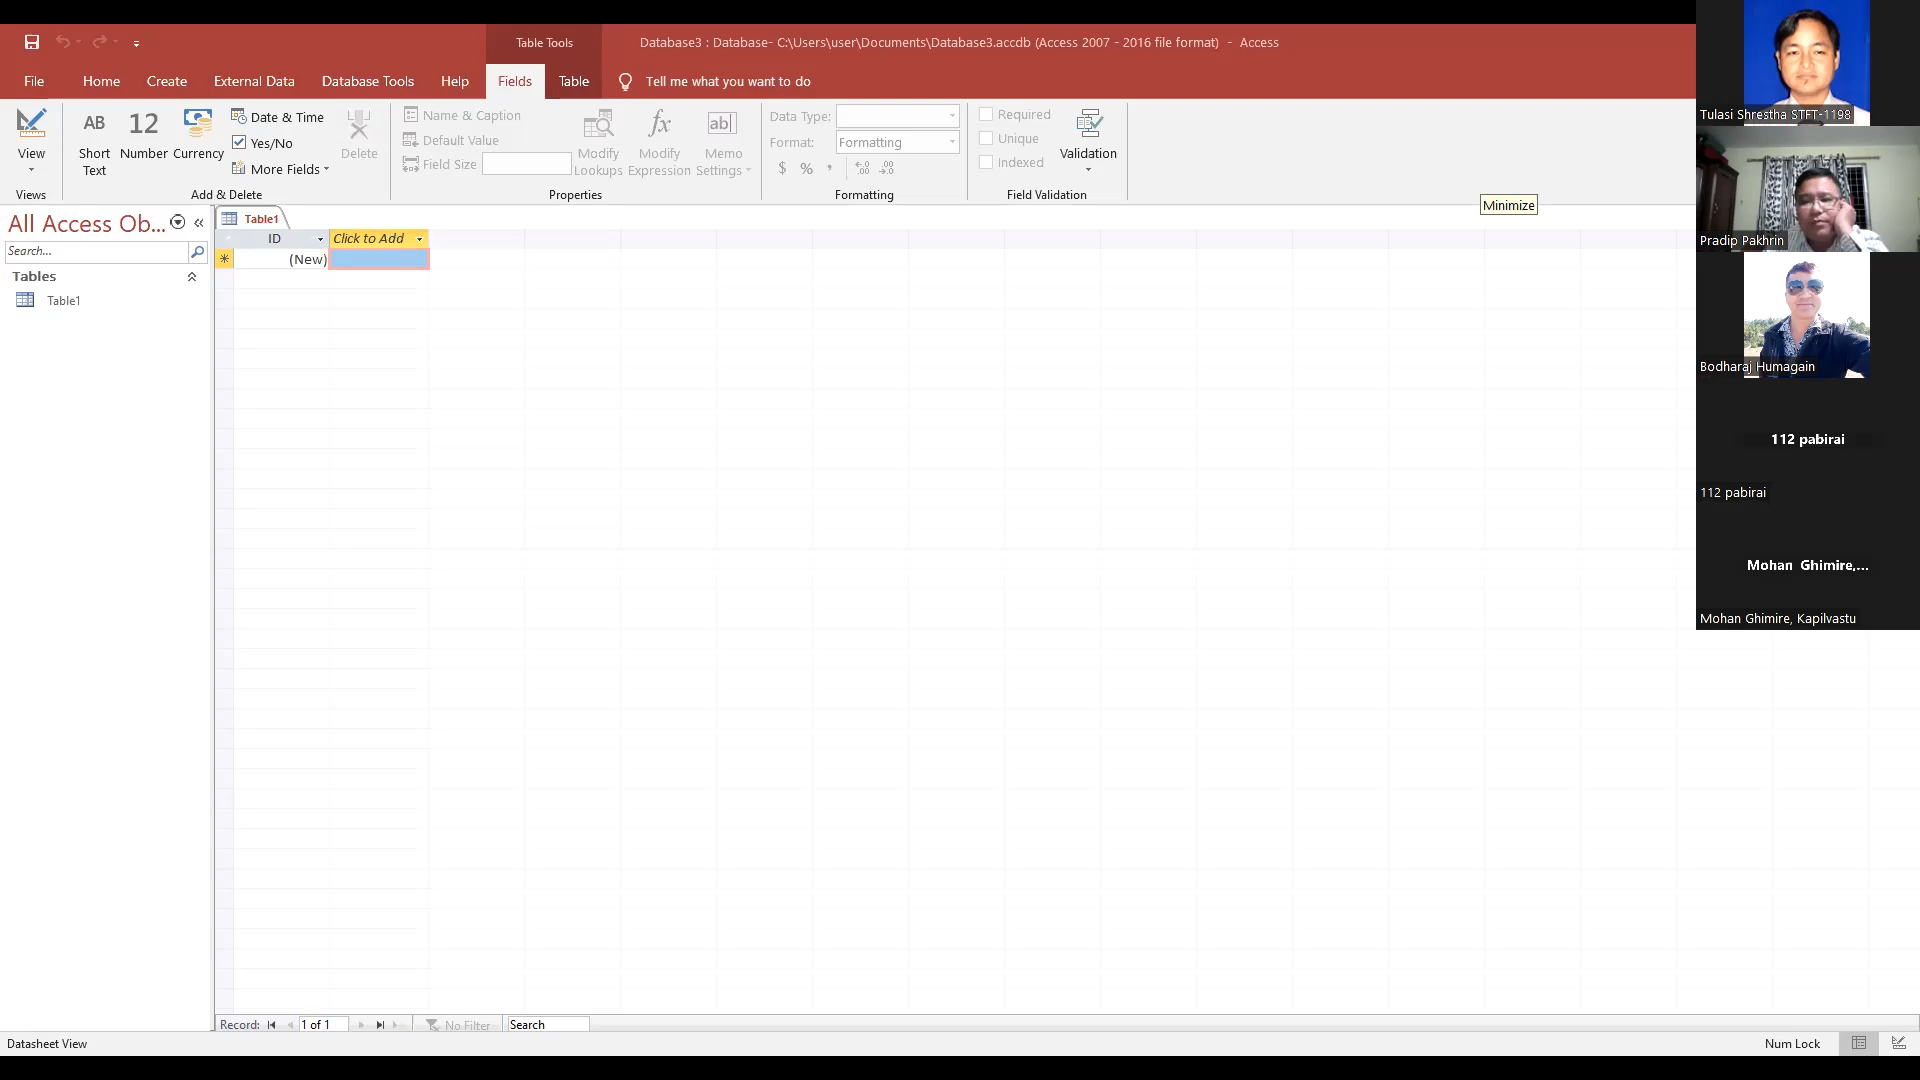 Table Tools
Database3 : Database- C:\Users\user\Documents\Database3.accdb (Access 2007 - 2016 file format) - Access
File Home Create External Data Database Tools Help Fields Table Tell me what you want to do
View
Views
AB
Short
Text
12
Number
Currency
Date & Time
Yes/No
More Fields
Delete
Add & Delete
Name & Caption
Default Value
Field Size
Modify
Lookups
fx
Modify
Expression
ab|
Memo
Settings
Properties
Data Type:
Format: Formatting
$ % ,
Formatting
Required
Unique
Indexed
Validation
Field Validation
Minimize
All Access Ob...
Search...
Tables
Table1
Table1
ID Click to Add
(New)
Record: 1 of 1 No Filter Search
Datasheet View
Num Lock
Tulasi Shrestha STFT-1198
Pradip Pakhrin
Bodharaj Humagain
112 pabirai
112 pabirai
Mohan Ghimire,...
Mohan Ghimire, Kapilvastu